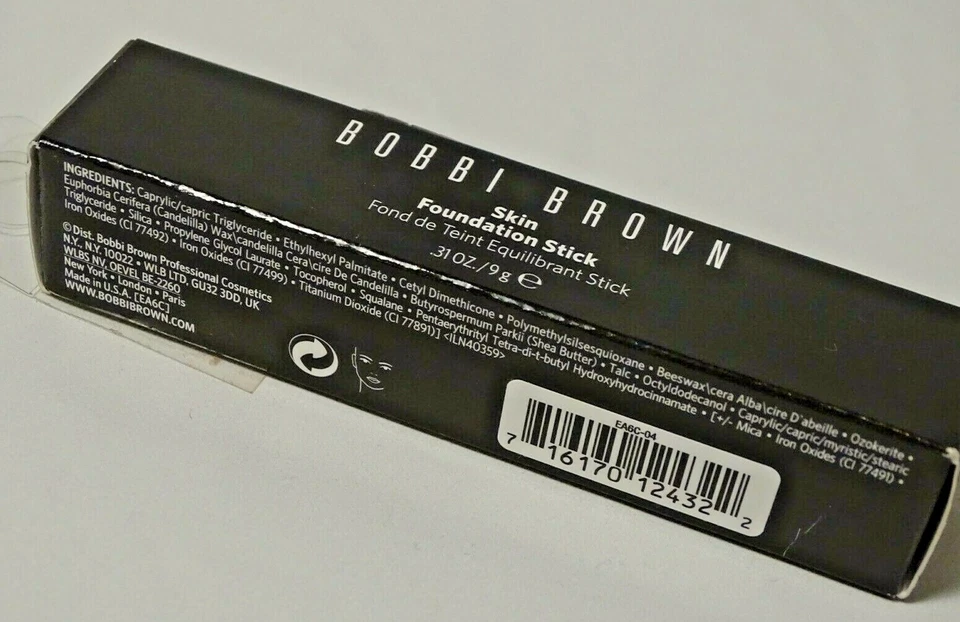 BOBBI BROWN
Skin
Foundation Stick
Fond de Teint Equilibrant Stick
.31 OZ./9 g ℮
INGREDIENTS: Caprylic/capric Triglyceride • Ethylhexyl Palmitate • Cetyl Dimethicone • Polymethylsilsesquioxane • Beeswax\cera Alba\cire D'abeille • Ozokerite •
Euphorbia Cerifera (Candelilla) Wax\candelilla Cera\cire De Candelilla • Butyrospermum Parkii (Shea Butter) • Talc • Octyldodecanol • Caprylic/capric/myristic/stearic
Triglyceride • Silica • Propylene Glycol Laurate • Tocopherol • Squalane • Pentaerythrityl Tetra-di-t-butyl Hydroxyhydrocinnamate • [+/- Mica • Iron Oxides (CI 77491) •
Iron Oxides (CI 77492) • Iron Oxides (CI 77499) • Titanium Dioxide (CI 77891)] <ILN40359>
© Dist. Bobbi Brown Professional Cosmetics
N.Y., N.Y. 10022 • WLB LTD. GU32 3DD, UK
WLBS NV. OEVEL BE-2260
New York • London • Paris
Made in U.S.A. [EA6C]
WWW.BOBBIBROWN.COM
EA6C-04
7 16170 12432 2